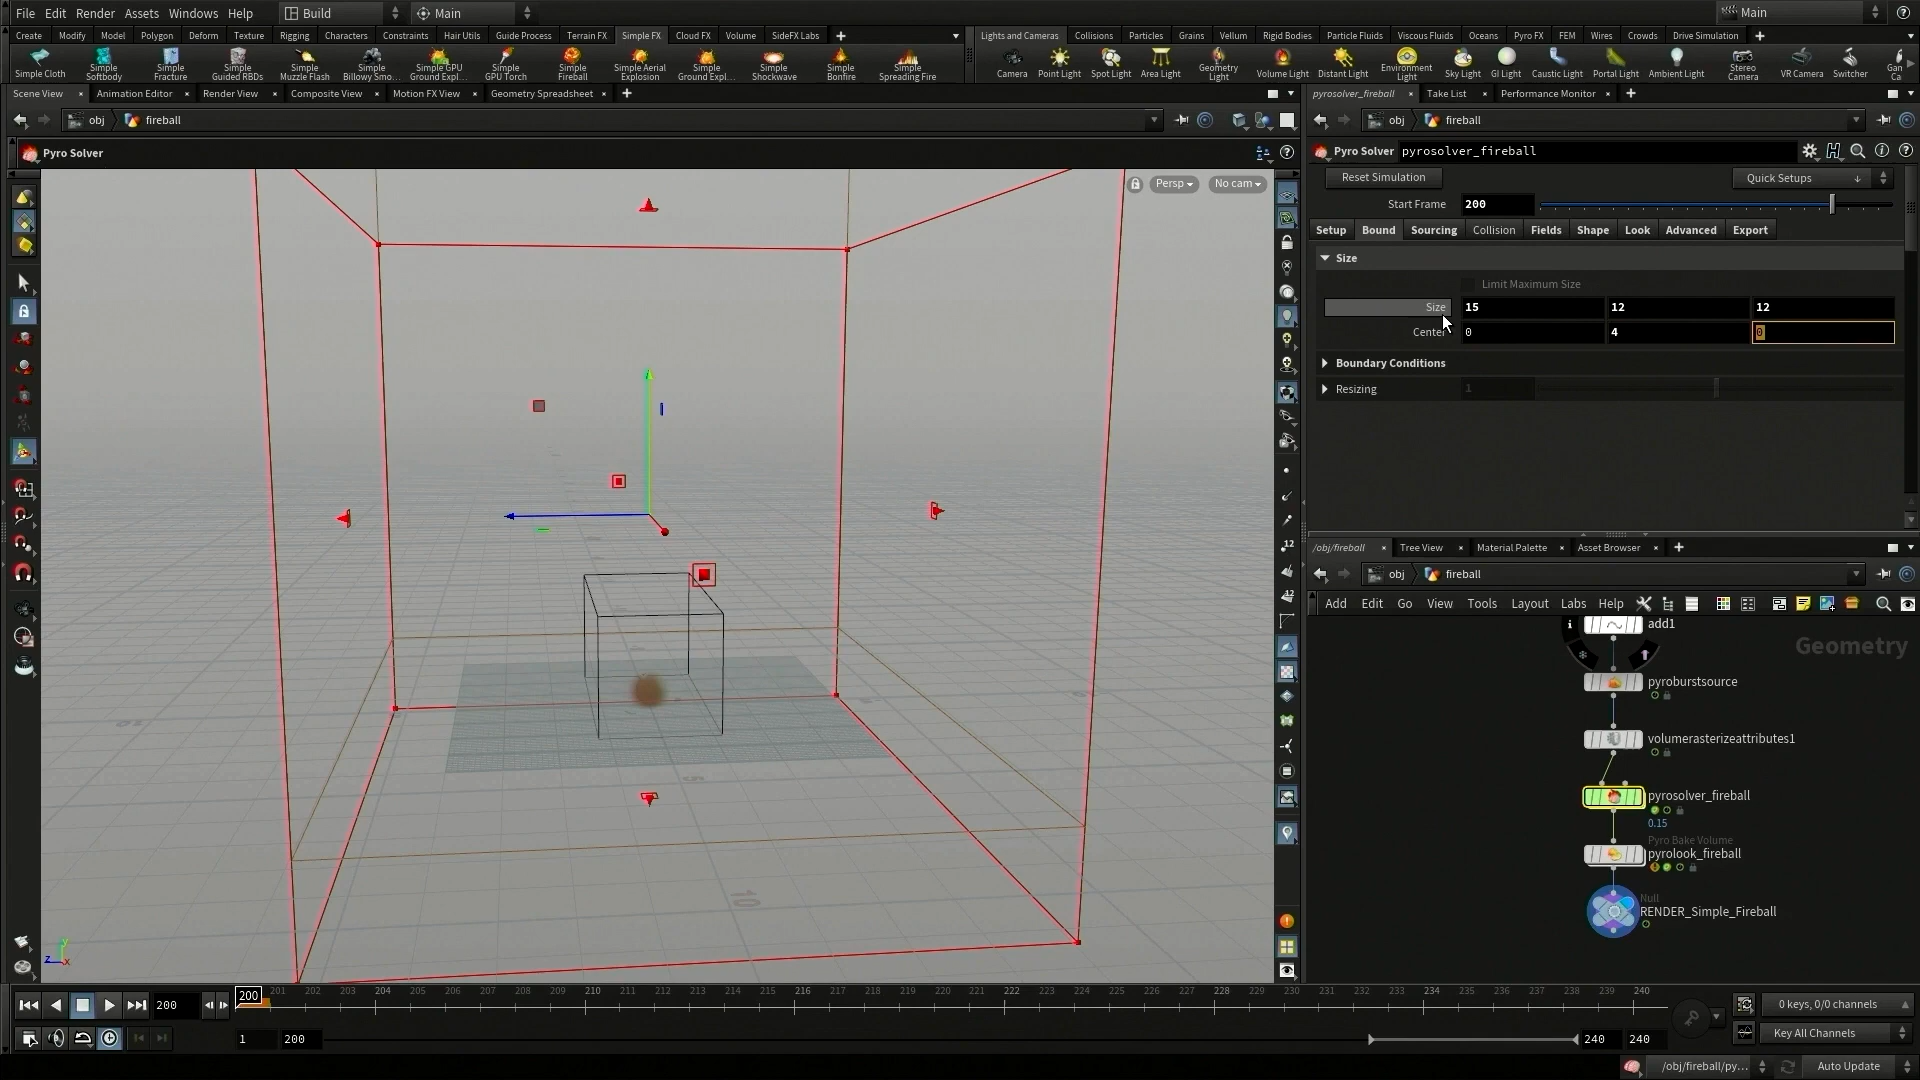 File Edit Render Assets Windows Help Build Main Main
Create Modify Model Polygon Deform Texture Rigging Characters Constraints Hair Utils Guide Process Terrain FX Simple FX Cloud FX Volume SideFX Labs
Lights and Cameras Collisions Particles Grains Vellum Rigid Bodies Particle Fluids Viscous Fluids Oceans Pyro FX FEM Wires Crowds Drive Simulation
Simple Cloth Simple Softbody Simple Fracture Simple Guided RBDs Simple Muzzle Flash Simple Billowy Smo... Simple GPU Ground Expl... Simple GPU Torch Simple Fireball Simple Aerial Explosion Simple Ground Expl... Simple Shockwave Simple Bonfire Simple Spreading Fire
Camera Point Light Spot Light Area Light Geometry Light Volume Light Distant Light Environment Light Sky Light GI Light Caustic Light Portal Light Ambient Light Stereo Camera VR Camera Switcher Gan Ca
Scene View Animation Editor Render View Composite View Motion FX View Geometry Spreadsheet
pyrosolver_fireball Take List Performance Monitor
obj fireball
obj fireball
Pyro Solver
Pyro Solver pyrosolver_fireball
Persp No cam
Reset Simulation Quick Setups
Start Frame 200
Setup Bound Sourcing Collision Fields Shape Look Advanced Export
Size
Limit Maximum Size
Size 15 12 12
Center 0 4 0
Boundary Conditions
Resizing 1
/obj/fireball Tree View Material Palette Asset Browser
obj fireball
Add Edit Go View Tools Layout Labs Help
add1
Geometry
pyroburstsource
volumerasterizeattributes1
pyrosolver_fireball
0.15
Pyro Bake Volume
pyrolook_fireball
Null
RENDER_Simple_Fireball
12
12
5
10
y
z x
200 200 201 202 203 204 205 206 207 208 209 210 211 212 213 214 215 216 217 218 219 220 221 222 223 224 225 226 227 228 229 230 231 232 233 234 235 236 237 238 239 240
0 keys, 0/0 channels
1 200 240 240 Key All Channels
/obj/fireball/py... Auto Update